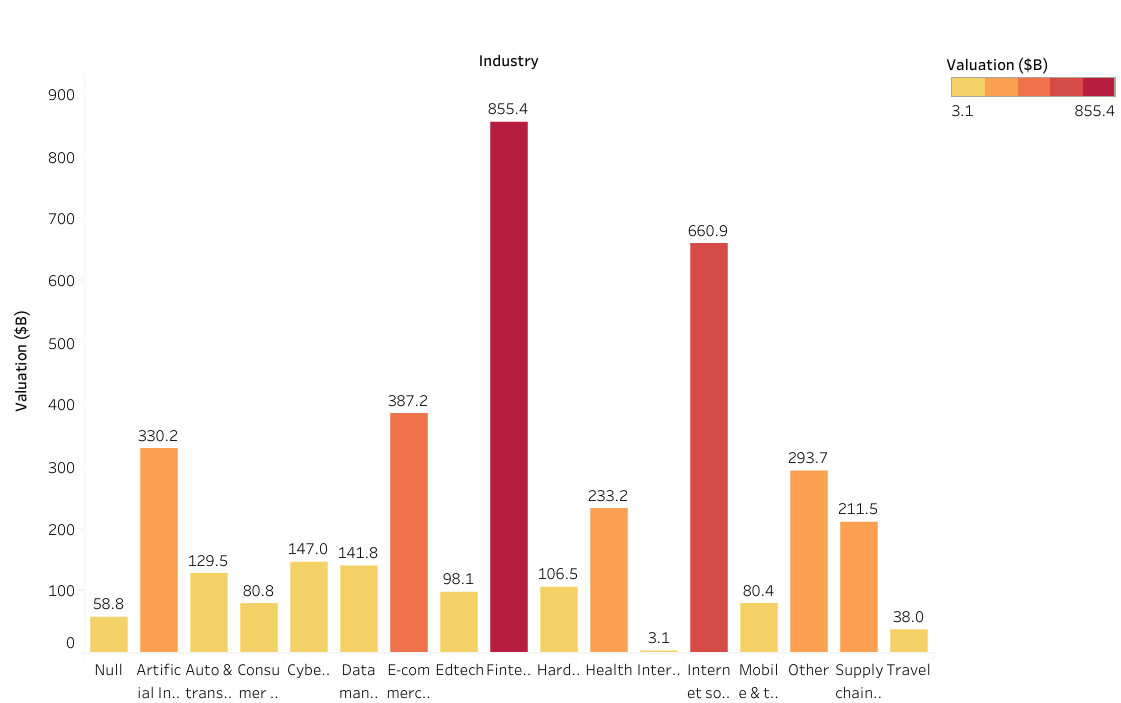 Industry
Valuation ($B)
3.1 855.4
Valuation ($B)
900
800
700
600
500
400
300
200
100
0
58.8
330.2
129.5
80.8
147.0
141.8
387.2
98.1
855.4
106.5
233.2
3.1
660.9
80.4
293.7
211.5
38.0
Null
Artific
ial In..
Auto &
trans..
Consu
mer ..
Cybe..
Data
man..
E-com
merc..
Edtech
Finte..
Hard..
Health
Inter..
Intern
et so..
Mobil
e & t..
Other
Supply
chain..
Travel